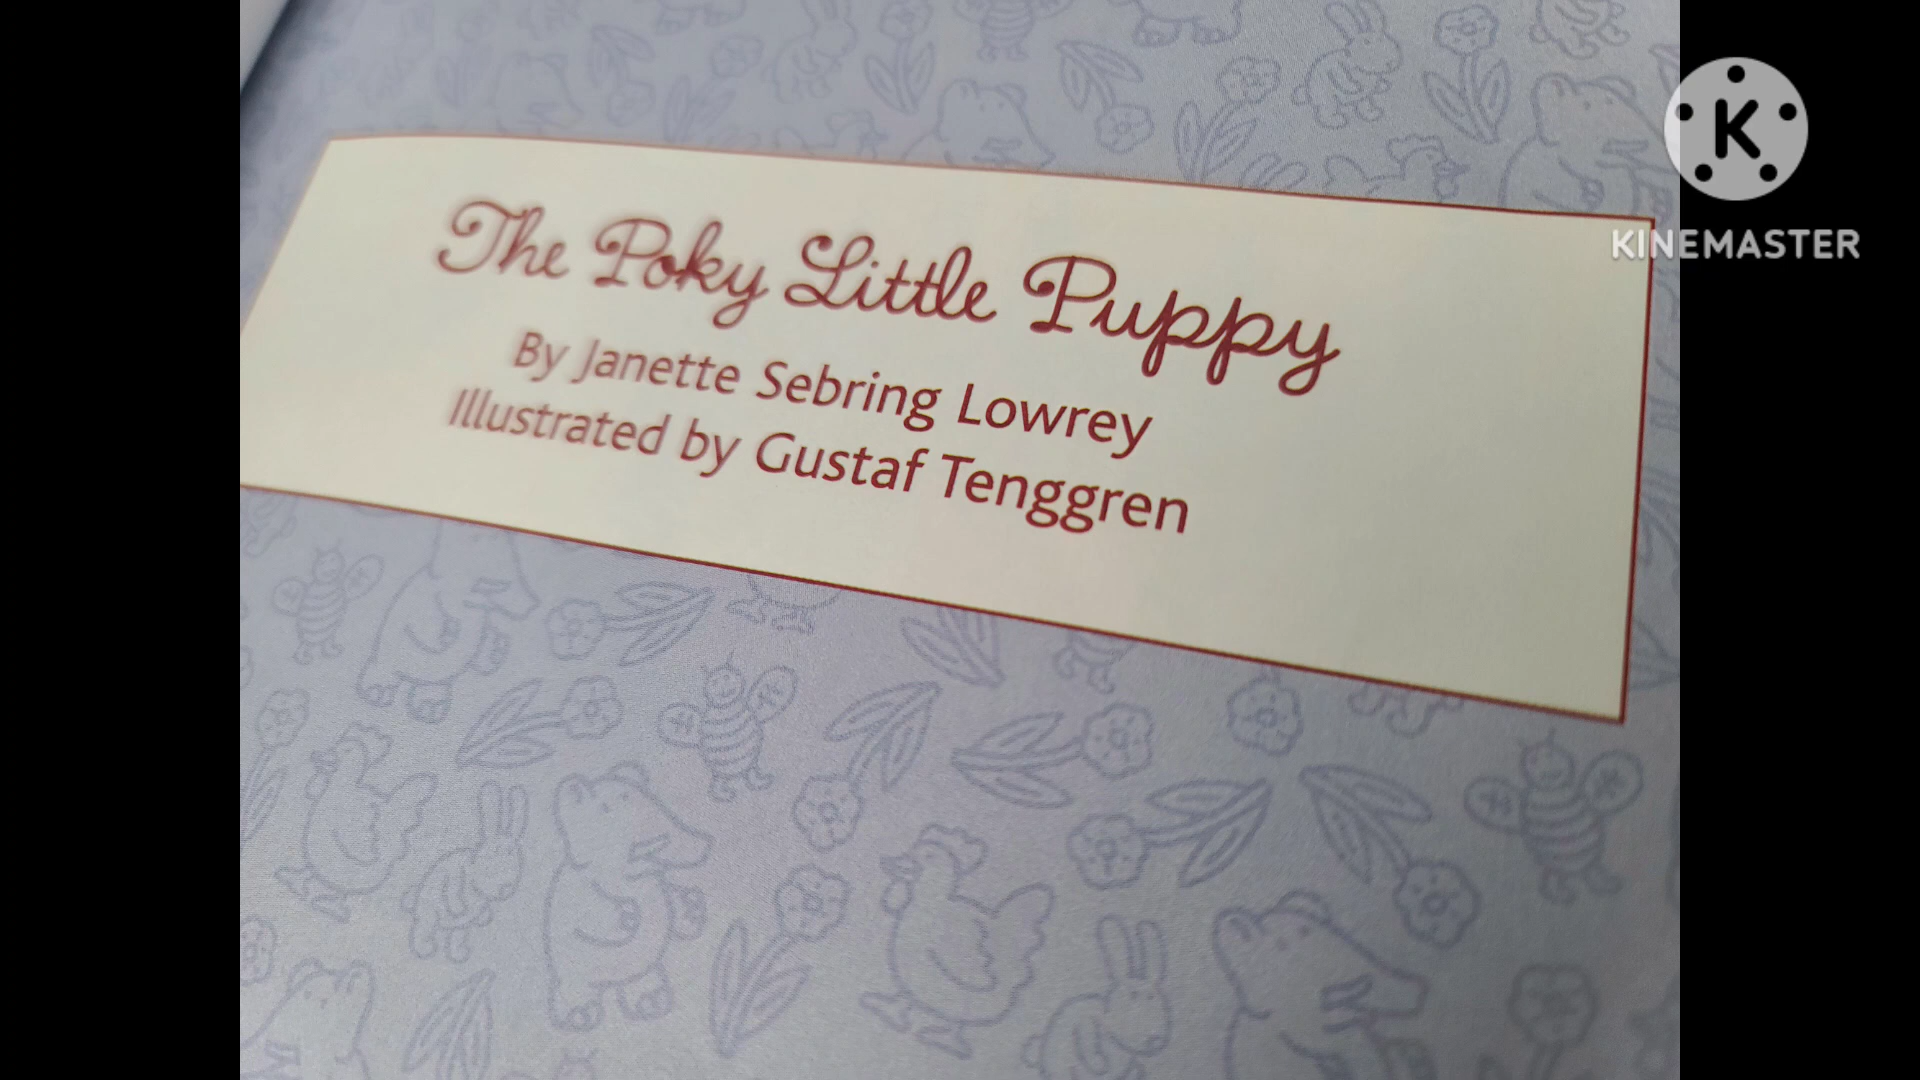 The Poky Little Puppy
By Janette Sebring Lowrey
Illustrated by Gustaf Tenggren
K
KINEMASTER